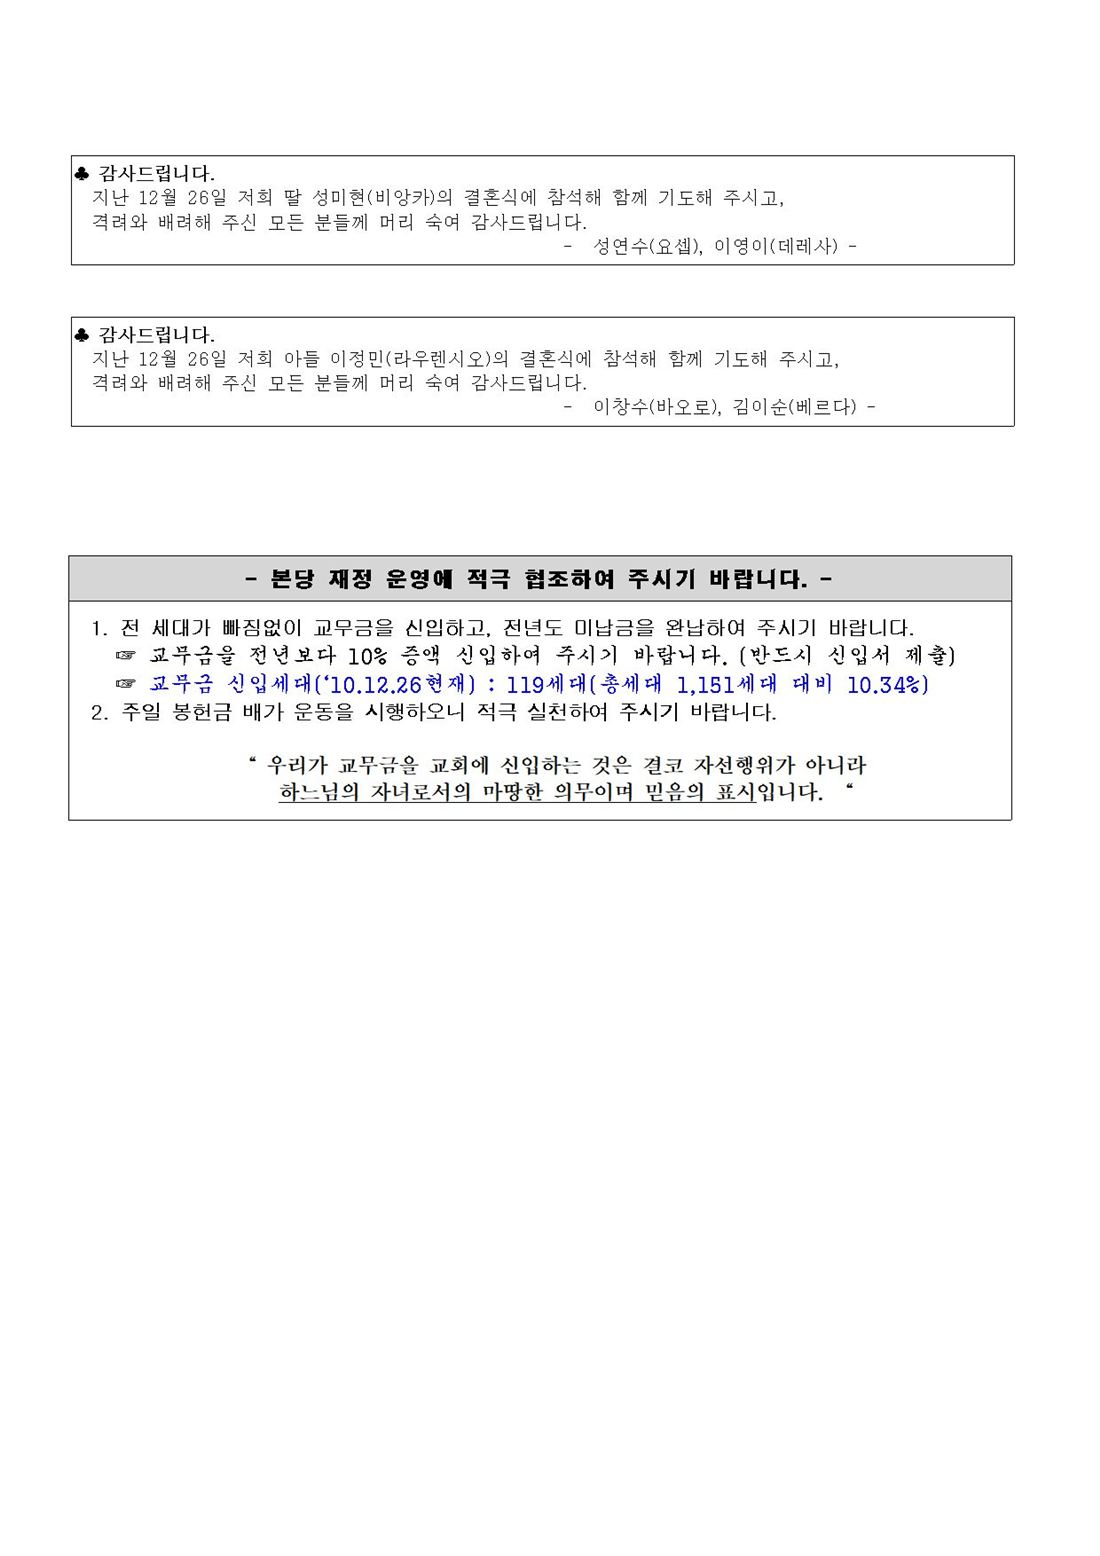 ♣ 감사드립니다.
지난 12월 26일 저희 딸 성미현(비앙카)의 결혼식에 참석해 함께 기도해 주시고,
격려와 배려해 주신 모든 분들께 머리 숙여 감사드립니다.
- 성연수(요셉), 이영이(데레사) -
♣ 감사드립니다.
지난 12월 26일 저희 아들 이정민(라우렌시오)의 결혼식에 참석해 함께 기도해 주시고,
격려와 배려해 주신 모든 분들께 머리 숙여 감사드립니다.
- 이창수(바오로), 김이순(베르다) -
- 본당 재정 운영에 적극 협조하여 주시기 바랍니다. -
1. 전 세대가 빠짐없이 교무금을 신입하고, 전년도 미납금을 완납하여 주시기 바랍니다.
☞ 교무금을 전년보다 10% 증액 신입하여 주시기 바랍니다. (반드시 신입서 제출)
☞ 교무금 신입세대(‘10.12.26현재) : 119세대(총세대 1,151세대 대비 10.34%)
2. 주일 봉헌금 배가 운동을 시행하오니 적극 실천하여 주시기 바랍니다.
“ 우리가 교무금을 교회에 신입하는 것은 결코 자선행위가 아니라
하느님의 자녀로서의 마땅한 의무이며 믿음의 표시입니다. “